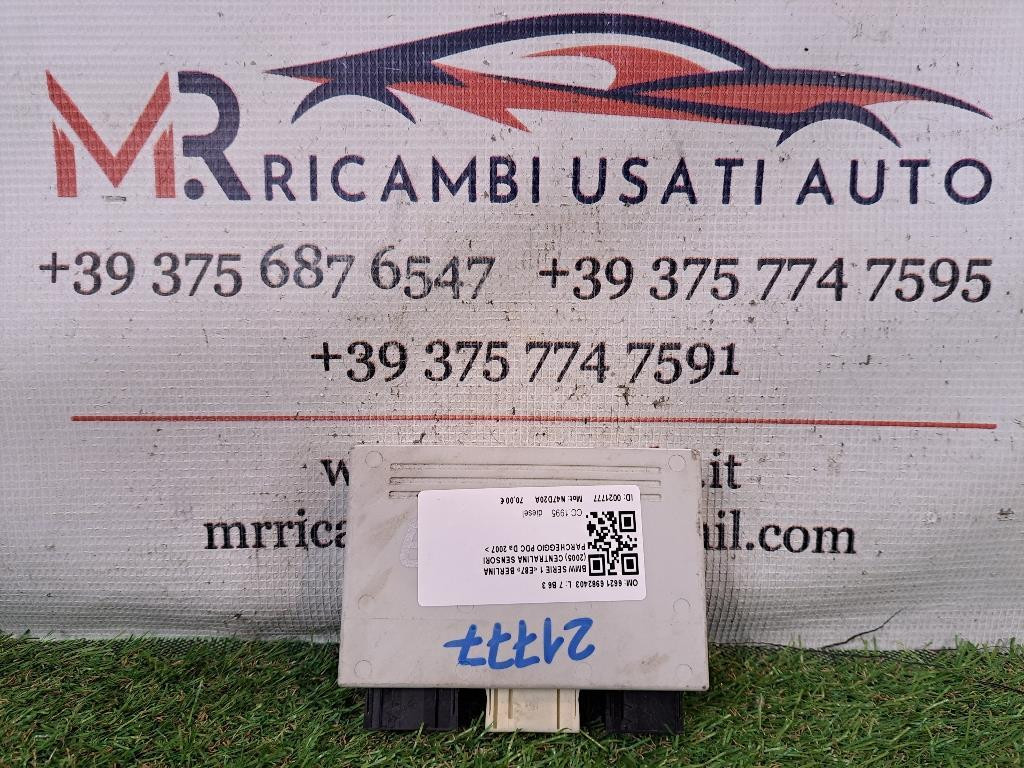 MR RICAMBI USATI AUTO
+39 375 687 6547 +39 375 774 7595
+39 375 774 7591
w .it
mrrica mail.com
OM: 6621 6982403 L: 7 B6 3
BMW SERIE 1 «E87» BERLINA
(2005) CENTRALINA SENSORI
PARCHEGGIO PDC Da 2007 >
CC 1995 diesel
ID: 0021777 Mot: N47D20A 70,00 €
21777